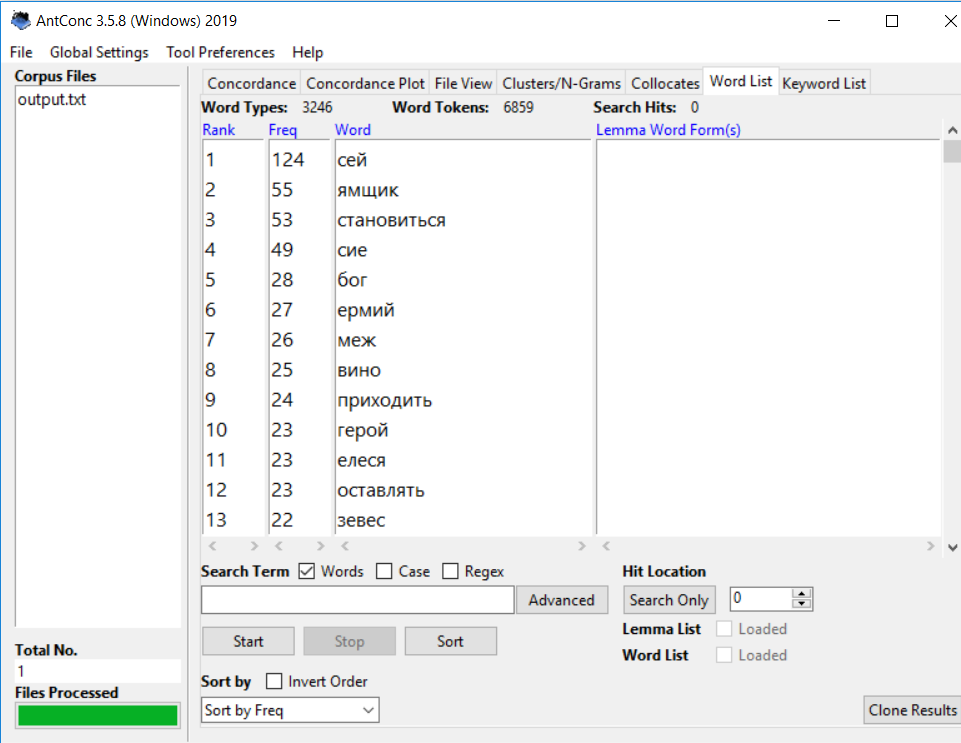 AntConc 3.5.8 (Windows) 2019
File Global Settings Tool Preferences Help
Corpus Files
output.txt
Concordance Concordance Plot File View Clusters/N-Grams Collocates Word List Keyword List
Word Types: 3246 Word Tokens: 6859 Search Hits: 0
Rank Freq Word Lemma Word Form(s)
1 124 сей
2 55 ямщик
3 53 становиться
4 49 сие
5 28 бог
6 27 ермий
7 26 меж
8 25 вино
9 24 приходить
10 23 герой
11 23 елеся
12 23 оставлять
13 22 зевес
Search Term Words Case Regex Hit Location
Advanced Search Only 0
Start Stop Sort Lemma List Loaded
Word List Loaded
Total No.
1
Sort by Invert Order
Files Processed
Sort by Freq Clone Results